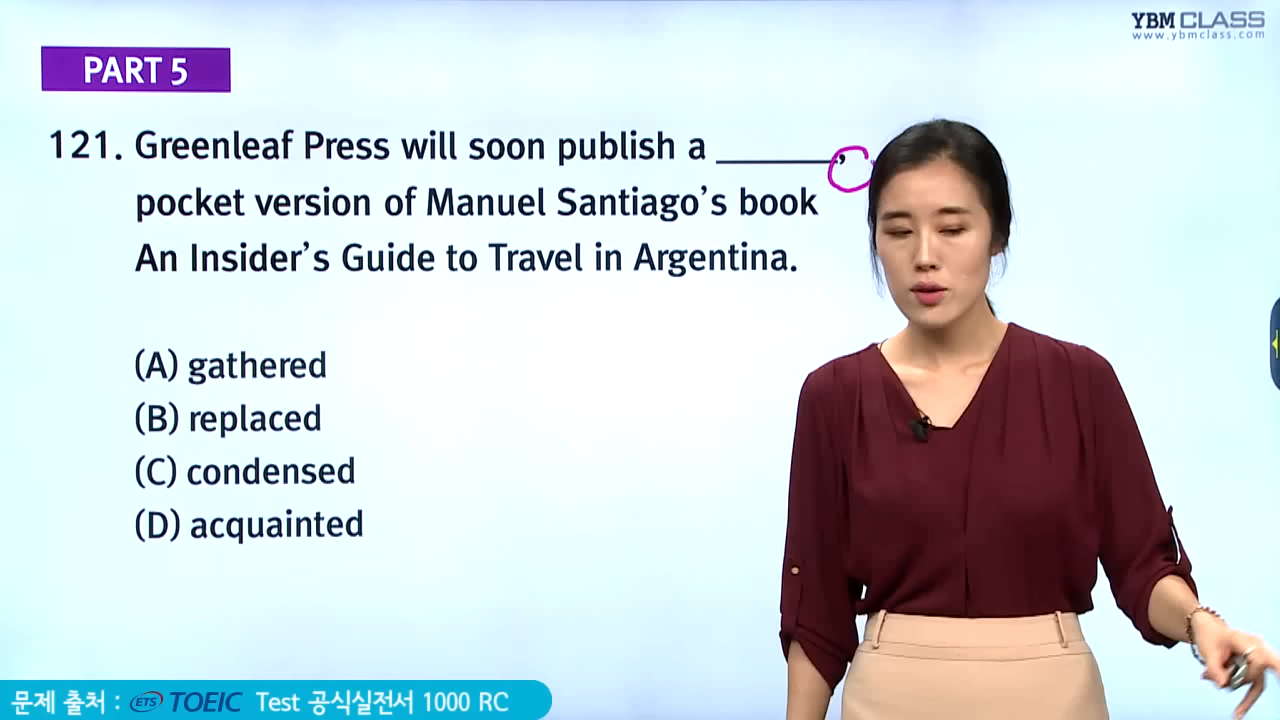 YBM CLASS
www.ybmclass.com
PART 5
121. Greenleaf Press will soon publish a ______,
pocket version of Manuel Santiago's book
An Insider's Guide to Travel in Argentina.
(A) gathered
(B) replaced
(C) condensed
(D) acquainted
문제 출처 : ETS TOEIC Test 공식실전서 1000 RC